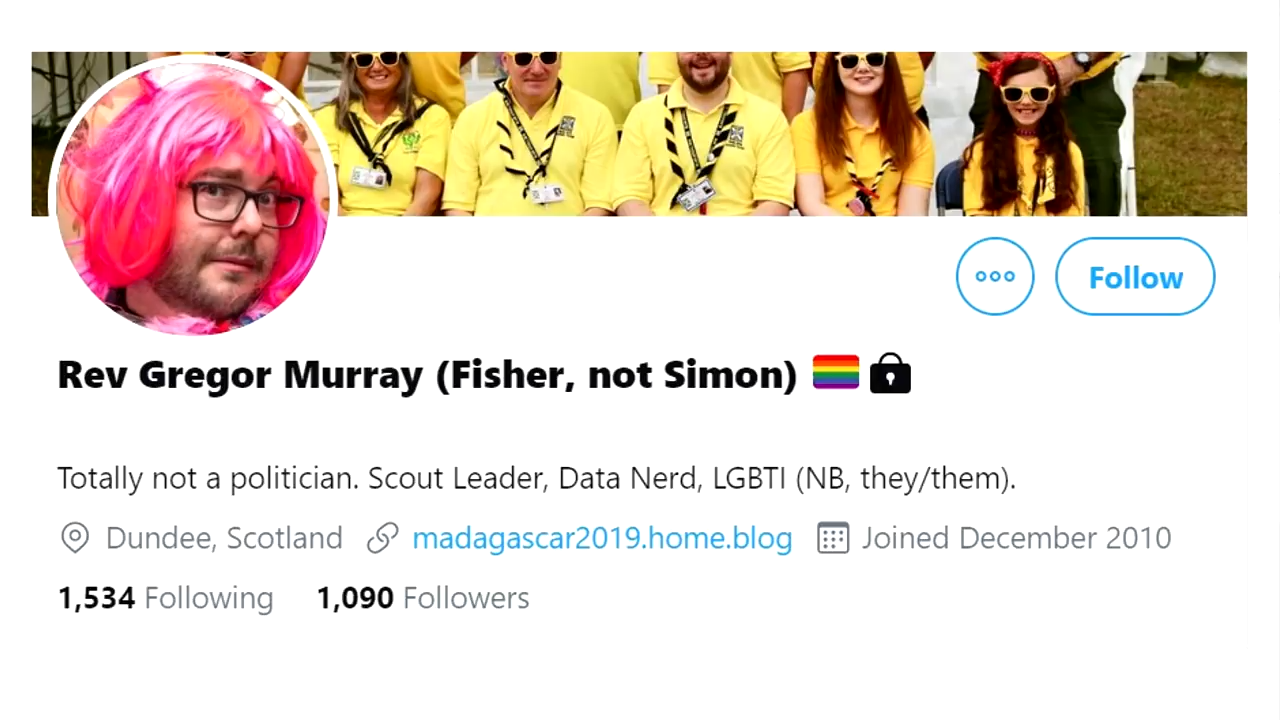 Follow
Rev Gregor Murray (Fisher, not Simon)
Totally not a politician. Scout Leader, Data Nerd, LGBTI (NB, they/them).
Dundee, Scotland madagascar2019.home.blog Joined December 2010
1,534 Following 1,090 Followers